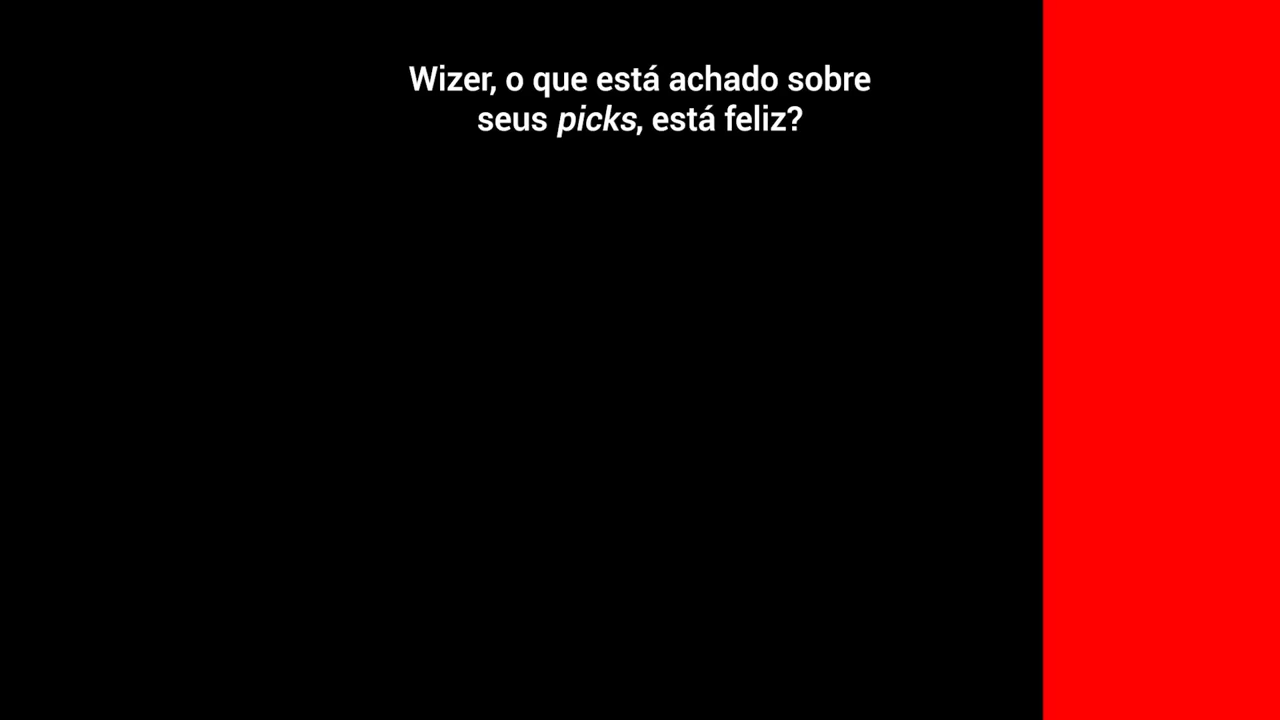 Wizer, o que está achado sobre
seus picks, está feliz?